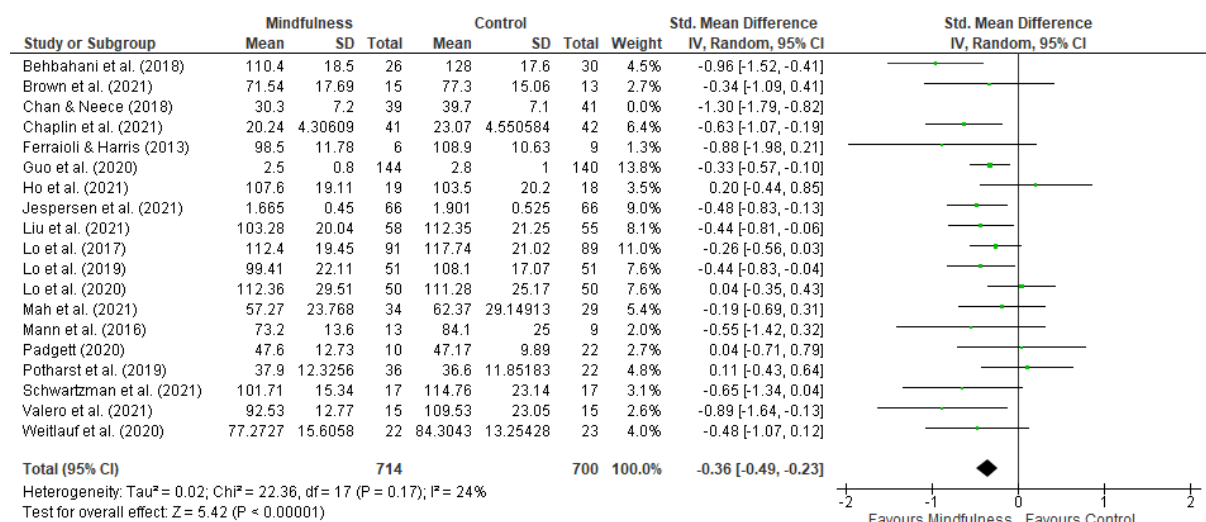 Mindfulness Control Std. Mean Difference Std. Mean Difference
Study or Subgroup Mean SD Total Mean SD Total Weight IV, Random, 95% CI IV, Random, 95% CI
Behbahani et al. (2018) 110.4 18.5 26 128 17.6 30 4.5% -0.96 [-1.52, -0.41]
Brown et al. (2021) 71.54 17.69 15 77.3 15.06 13 2.7% -0.34 [-1.09, 0.41]
Chan & Neece (2018) 30.3 7.2 39 39.7 7.1 41 0.0% -1.30 [-1.79, -0.82]
Chaplin et al. (2021) 20.24 4.30609 41 23.07 4.550584 42 6.4% -0.63 [-1.07, -0.19]
Ferraioli & Harris (2013) 98.5 11.78 6 108.9 10.63 9 1.3% -0.88 [-1.98, 0.21]
Guo et al. (2020) 2.5 0.8 144 2.8 1 140 13.8% -0.33 [-0.57, -0.10]
Ho et al. (2021) 107.6 19.11 19 103.5 20.2 18 3.5% 0.20 [-0.44, 0.85]
Jespersen et al. (2021) 1.665 0.45 66 1.901 0.525 66 9.0% -0.48 [-0.83, -0.13]
Liu et al. (2021) 103.28 20.04 58 112.35 21.25 55 8.1% -0.44 [-0.81, -0.06]
Lo et al. (2017) 112.4 19.45 91 117.74 21.02 89 11.0% -0.26 [-0.56, 0.03]
Lo et al. (2019) 99.41 22.11 51 108.1 17.07 51 7.6% -0.44 [-0.83, -0.04]
Lo et al. (2020) 112.36 29.51 50 111.28 25.17 50 7.6% 0.04 [-0.35, 0.43]
Mah et al. (2021) 57.27 23.768 34 62.37 29.14913 29 5.4% -0.19 [-0.69, 0.31]
Mann et al. (2016) 73.2 13.6 13 84.1 25 9 2.0% -0.55 [-1.42, 0.32]
Padgett (2020) 47.6 12.73 10 47.17 9.89 22 2.7% 0.04 [-0.71, 0.79]
Potharst et al. (2019) 37.9 12.3256 36 36.6 11.85183 22 4.8% 0.11 [-0.43, 0.64]
Schwartzman et al. (2021) 101.71 15.34 17 114.76 23.14 17 3.1% -0.65 [-1.34, 0.04]
Valero et al. (2021) 92.53 12.77 15 109.53 23.05 15 2.6% -0.89 [-1.64, -0.13]
Weitlauf et al. (2020) 77.2727 15.6058 22 84.3043 13.25428 23 4.0% -0.48 [-1.07, 0.12]
Total (95% CI) 714 700 100.0% -0.36 [-0.49, -0.23]
Heterogeneity: Tau² = 0.02; Chi² = 22.36, df = 17 (P = 0.17); I² = 24%
Test for overall effect: Z = 5.42 (P < 0.00001)
-2 -1 0 1 2
Favours Mindfulness Favours Control